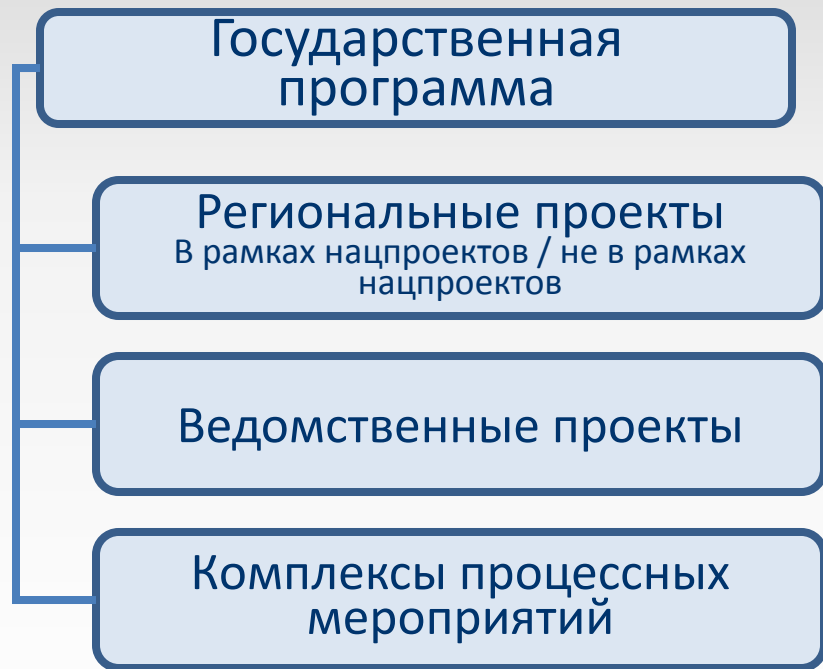 Государственная
программа
Региональные проекты
В рамках нацпроектов / не в рамках
нацпроектов
Ведомственные проекты
Комплексы процессных
мероприятий